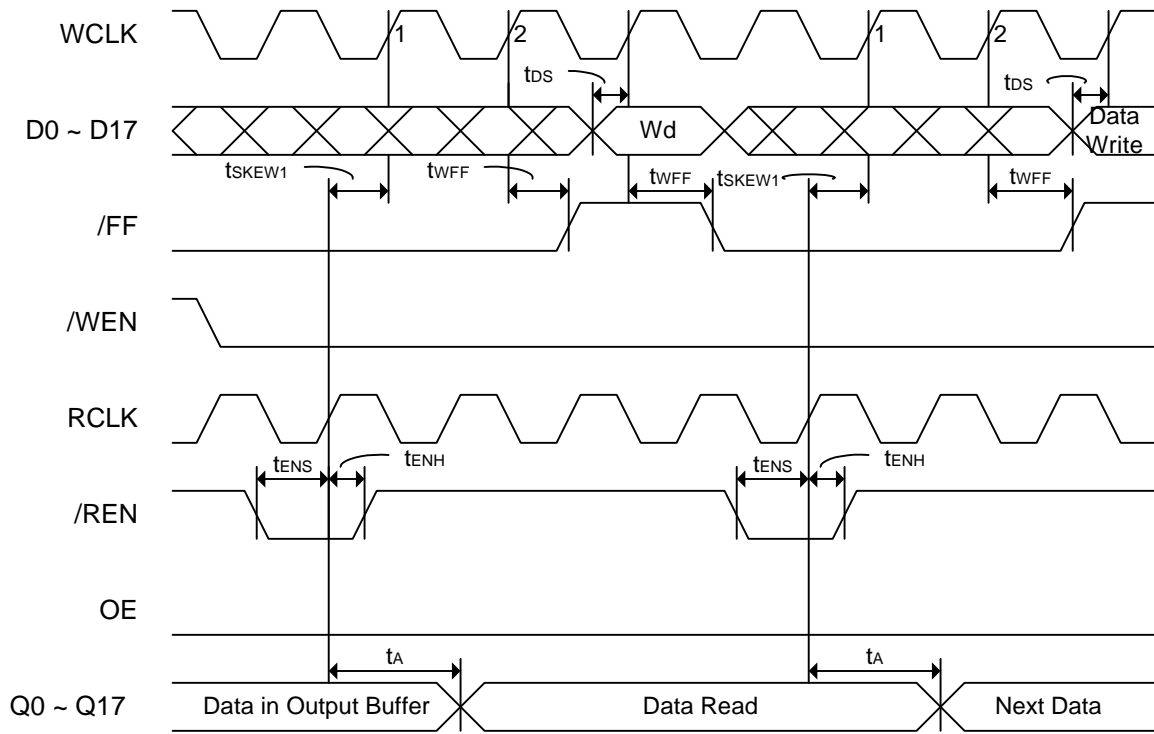 WCLK
1
2
1
2
tDS
tDS
D0 ~ D17
Wd
Data
Write
tSKEW1
tWFF
tWFF
tSKEW1
tWFF
/FF
/WEN
RCLK
tENS
tENH
tENS
tENH
/REN
OE
tA
tA
Q0 ~ Q17
Data in Output Buffer
Data Read
Next Data